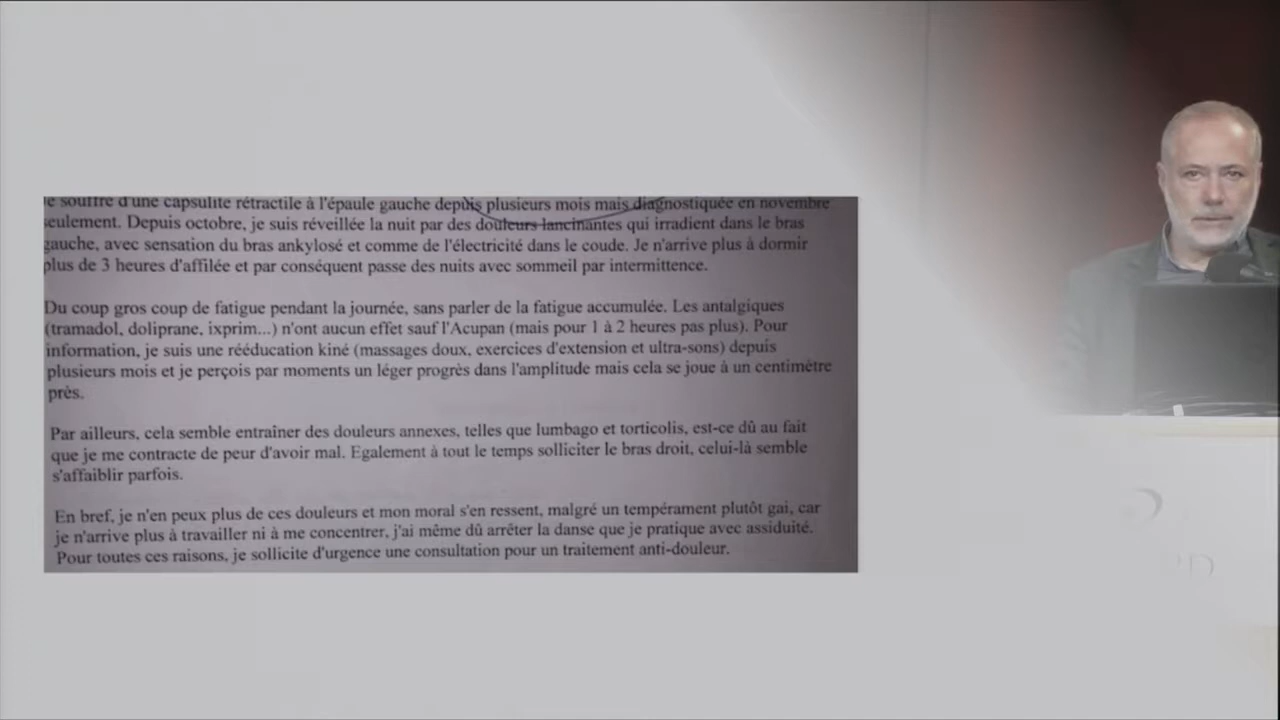 souffre d'une capsulite rétractile à l'épaule gauche depuis plusieurs mois mais diagnostiquée en novembre
seulement. Depuis octobre, je suis réveillée la nuit par des douleurs lancinantes qui irradient dans le bras
gauche, avec sensation du bras ankylosé et comme de l'électricité dans le coude. Je n'arrive plus à dormir
plus de 3 heures d'affilée et par conséquent passe des nuits avec sommeil par intermittence.
Du coup gros coup de fatigue pendant la journée, sans parler de la fatigue accumulée. Les antalgiques
(tramadol, doliprane, ixprim...) n'ont aucun effet sauf l'Acupan (mais pour 1 à 2 heures pas plus). Pour
information, je suis une rééducation kiné (massages doux, exercices d'extension et ultra-sons) depuis
plusieurs mois et je perçois par moments un léger progrès dans l'amplitude mais cela se joue à un centimètre
près.
Par ailleurs, cela semble entraîner des douleurs annexes, telles que lumbago et torticolis, est-ce dû au fait
que je me contracte de peur d'avoir mal. Egalement à tout le temps solliciter le bras droit, celui-là semble
s'affaiblir parfois.
En bref, je n'en peux plus de ces douleurs et mon moral s'en ressent, malgré un tempérament plutôt gai, car
je n'arrive plus à travailler ni à me concentrer, j'ai même dû arrêter la danse que je pratique avec assiduité.
Pour toutes ces raisons, je sollicite d'urgence une consultation pour un traitement anti-douleur.